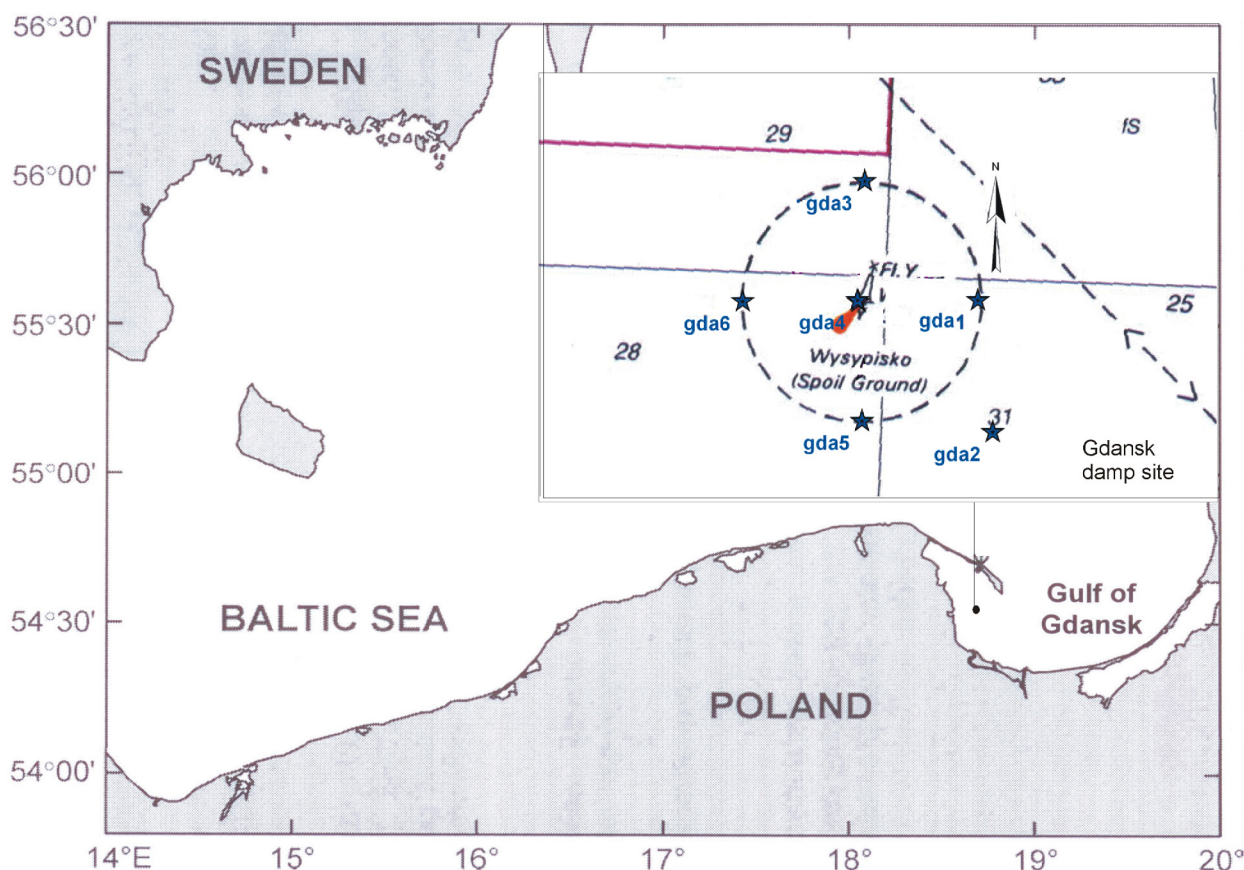 56°30'
56°00'
55°30'
55°00'
54°30'
54°00'
14°E
15°
16°
17°
18°
19°
20°
SWEDEN
BALTIC SEA
POLAND
Gulf of
Gdansk
29
IS
N
gda3
Fl.Y
25
gda6
gda4
gda1
28
Wysypisko
(Spoil Ground)
31
gda5
gda2
Gdansk
damp site